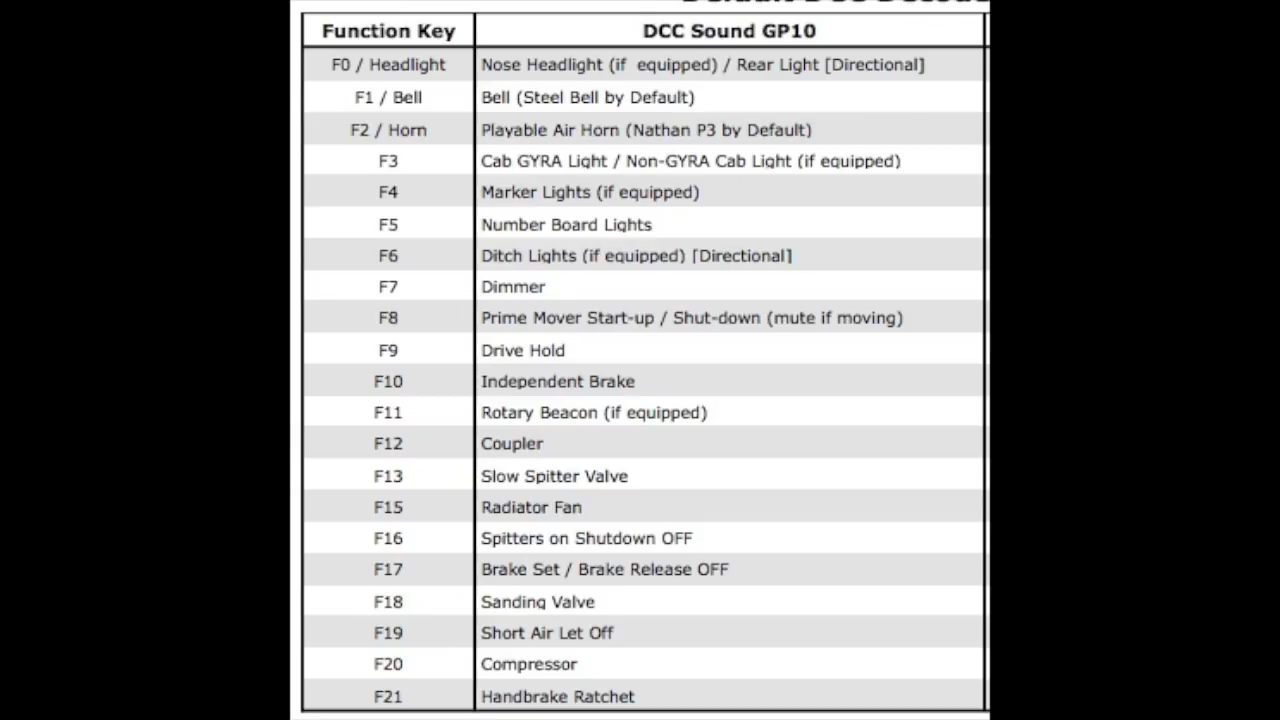 Function Key DCC Sound GP10
F0 / Headlight Nose Headlight (if equipped) / Rear Light [Directional]
F1 / Bell Bell (Steel Bell by Default)
F2 / Horn Playable Air Horn (Nathan P3 by Default)
F3 Cab GYRA Light / Non-GYRA Cab Light (if equipped)
F4 Marker Lights (if equipped)
F5 Number Board Lights
F6 Ditch Lights (if equipped) [Directional]
F7 Dimmer
F8 Prime Mover Start-up / Shut-down (mute if moving)
F9 Drive Hold
F10 Independent Brake
F11 Rotary Beacon (if equipped)
F12 Coupler
F13 Slow Spitter Valve
F15 Radiator Fan
F16 Spitters on Shutdown OFF
F17 Brake Set / Brake Release OFF
F18 Sanding Valve
F19 Short Air Let Off
F20 Compressor
F21 Handbrake Ratchet